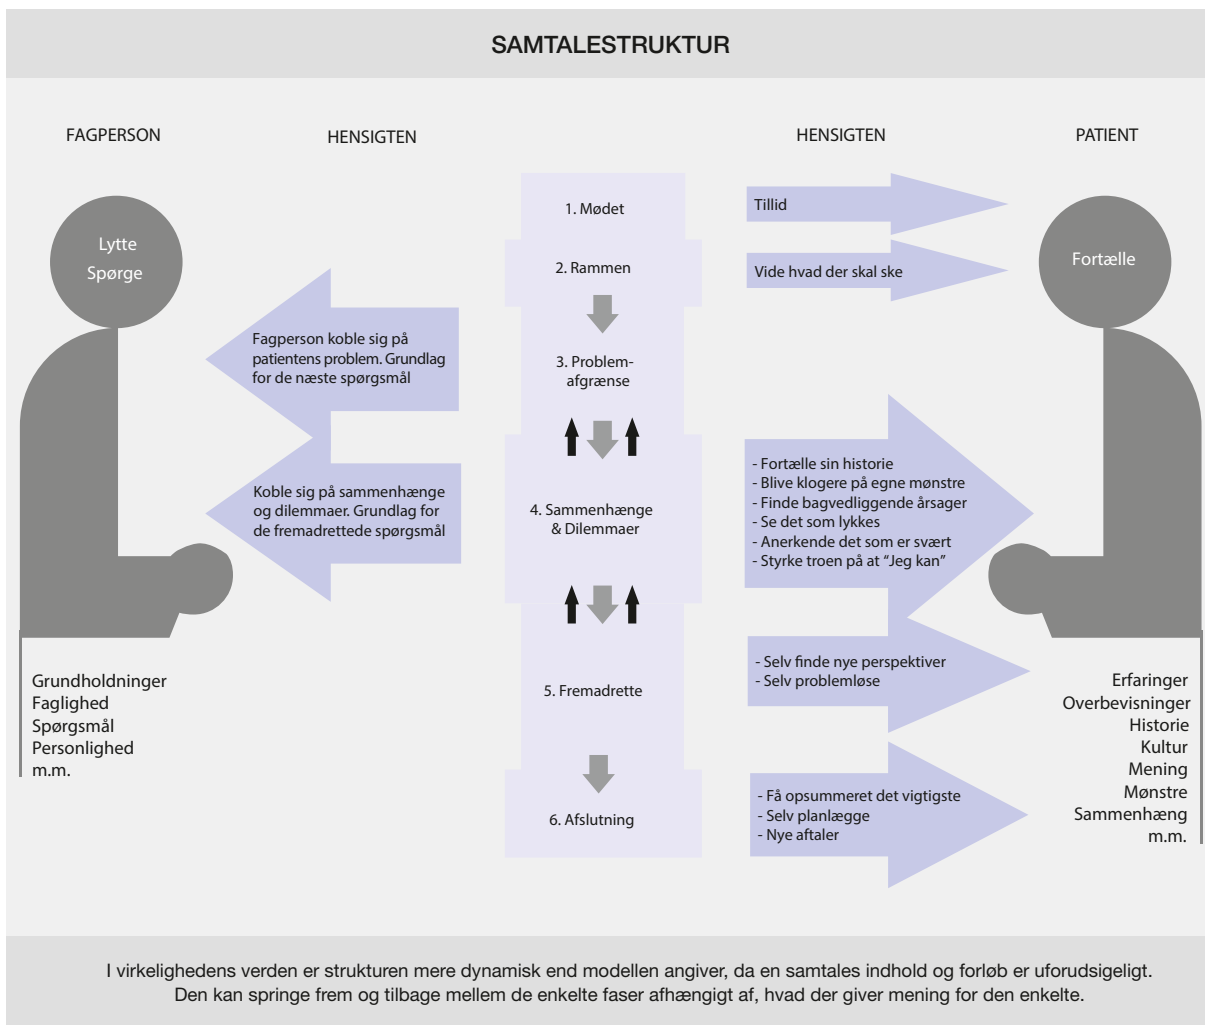 SAMTALESTRUKTUR
FAGPERSON
HENSIGTEN
HENSIGTEN
PATIENT
Lytte
Spørge
Fortælle
1. Mødet
Tillid
2. Rammen
Vide hvad der skal ske
Fagperson koble sig på
patientens problem. Grundlag
for de næste spørgsmål
3. Problem-
afgrænse
Koble sig på sammenhænge
og dilemmaer. Grundlag for
de fremadrettede spørgsmål
4. Sammenhænge
& Dilemmaer
- Fortælle sin historie
- Blive klogere på egne mønstre
- Finde bagvedliggende årsager
- Se det som lykkes
- Anerkende det som er svært
- Styrke troen på at “Jeg kan”
5. Fremadrette
- Selv finde nye perspektiver
- Selv problemløse
6. Afslutning
- Få opsummeret det vigtigste
- Selv planlægge
- Nye aftaler
Grundholdninger
Faglighed
Spørgsmål
Personlighed
m.m.
Erfaringer
Overbevisninger
Historie
Kultur
Mening
Mønstre
Sammenhæng
m.m.
I virkelighedens verden er strukturen mere dynamisk end modellen angiver, da en samtales indhold og forløb er uforudsigeligt.
Den kan springe frem og tilbage mellem de enkelte faser afhængigt af, hvad der giver mening for den enkelte.